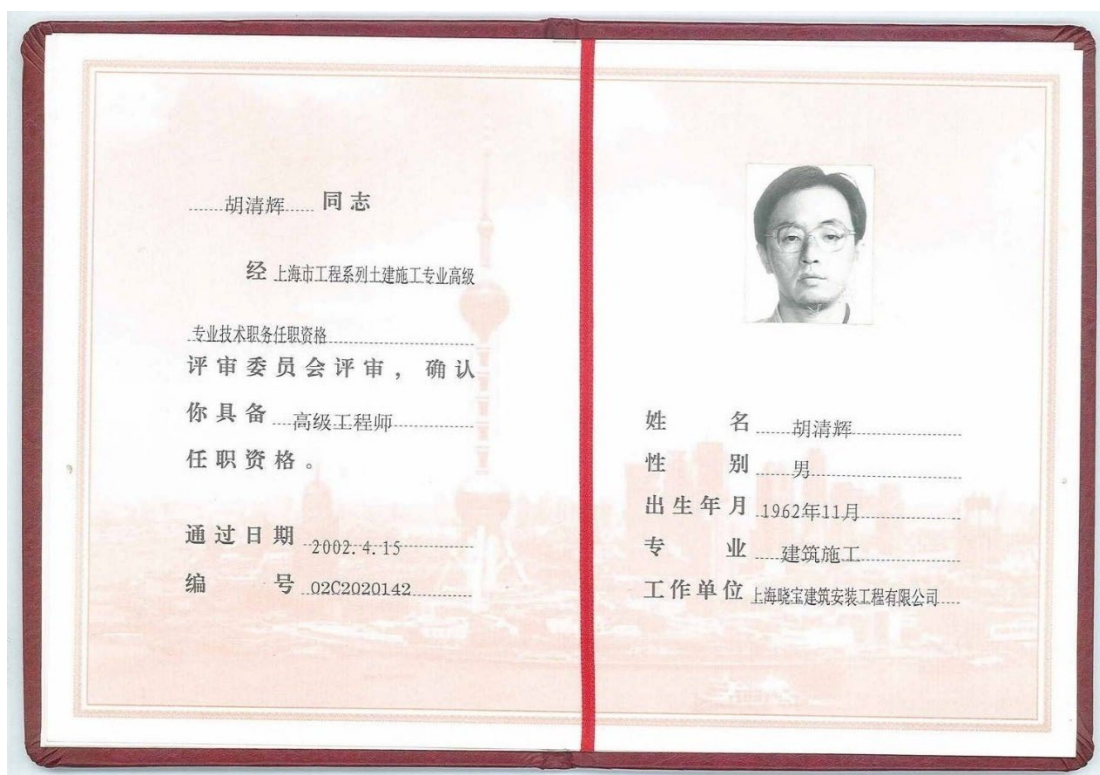 胡清辉 同志
经 上海市工程系列土建施工专业高级
专业技术职务任职资格
评审委员会评审，确认
你具备 高级工程师
任职资格。
通过日期 2002.4.15
编号 02C2020142
姓名 胡清辉
性别 男
出生年月 1962年11月
专业 建筑施工
工作单位 上海晓宝建筑安装工程有限公司